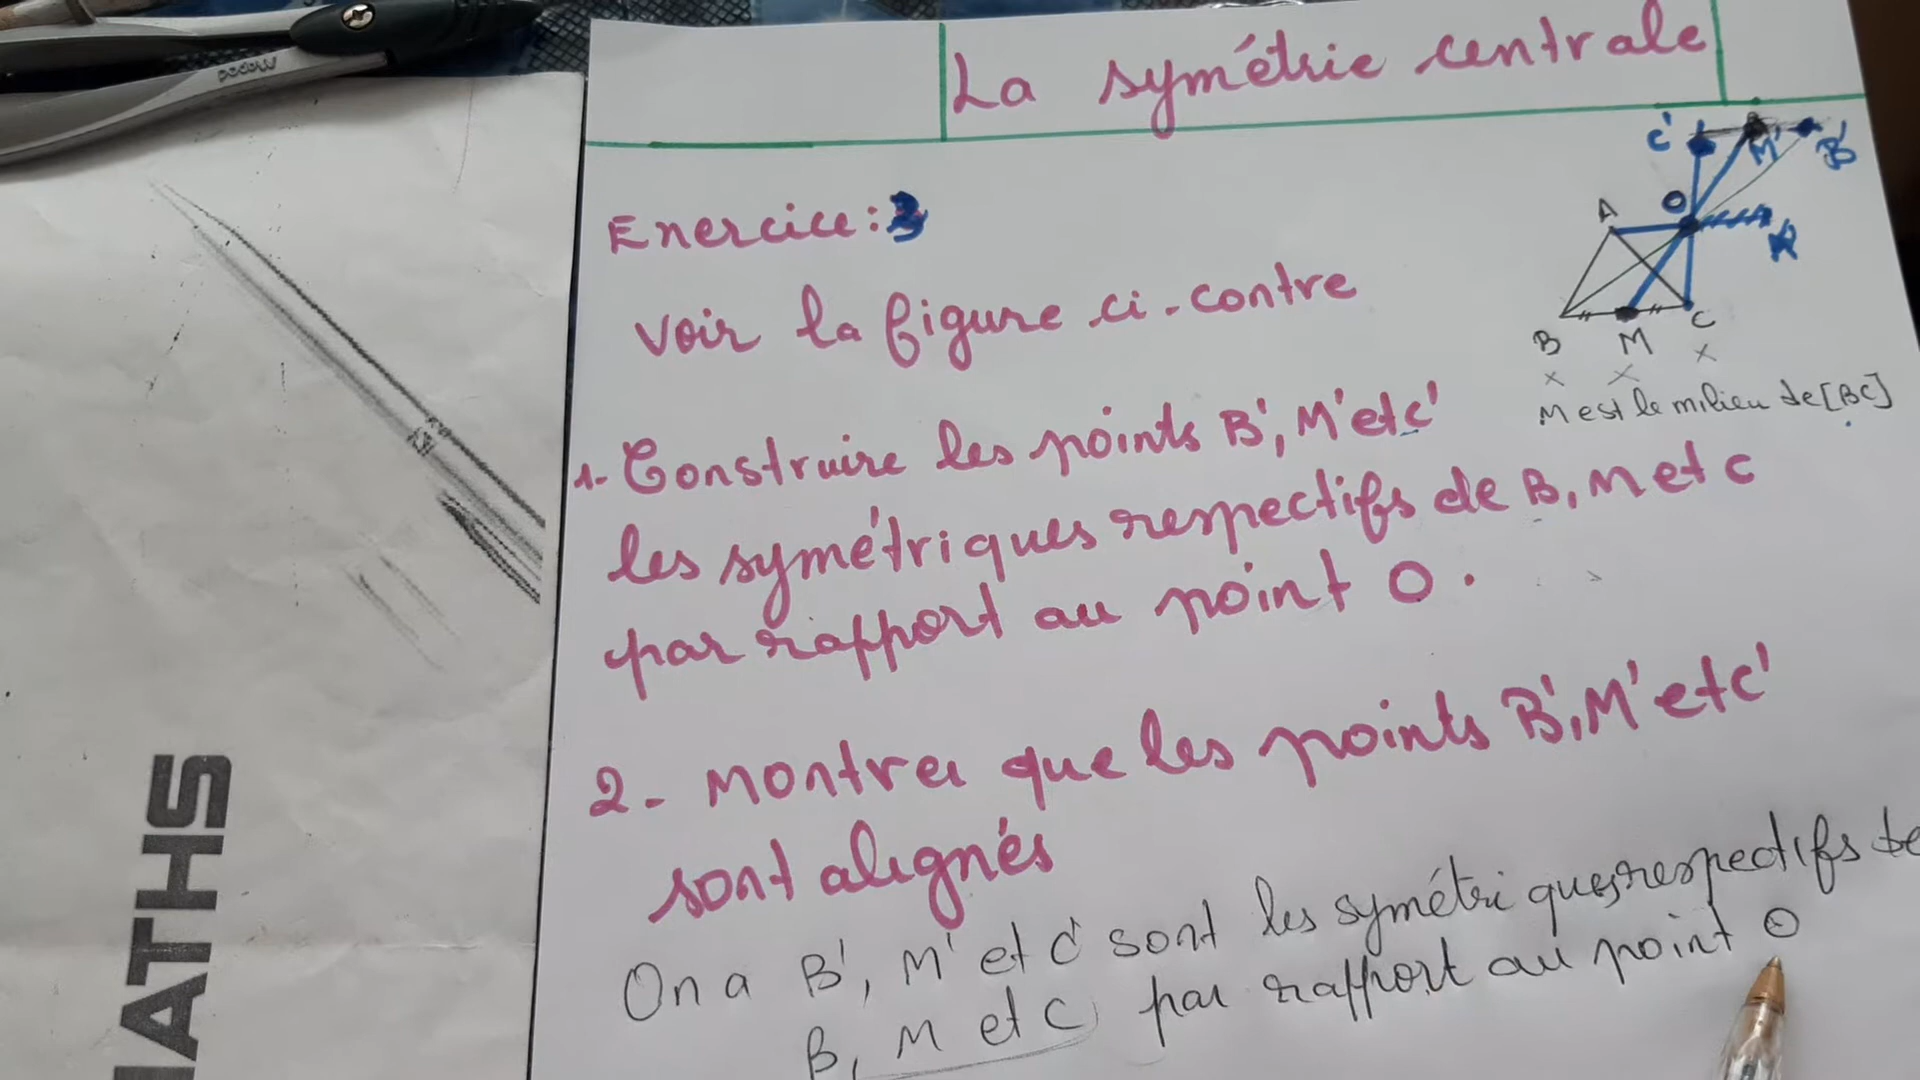 Maped
MATHS
La symétrie centrale
Exercice : 3
voir la figure ci-contre
C' M' B'
A O
B M C
M est le milieu de [BC]
1- Construire les points B', M' et C'
les symétriques respectifs de B, M et C
par rapport au point O.
2- Montrer que les points B', M' et C'
sont alignés
On a B', M' et C' sont les symétriques respectifs de
B, M et C par rapport au point O